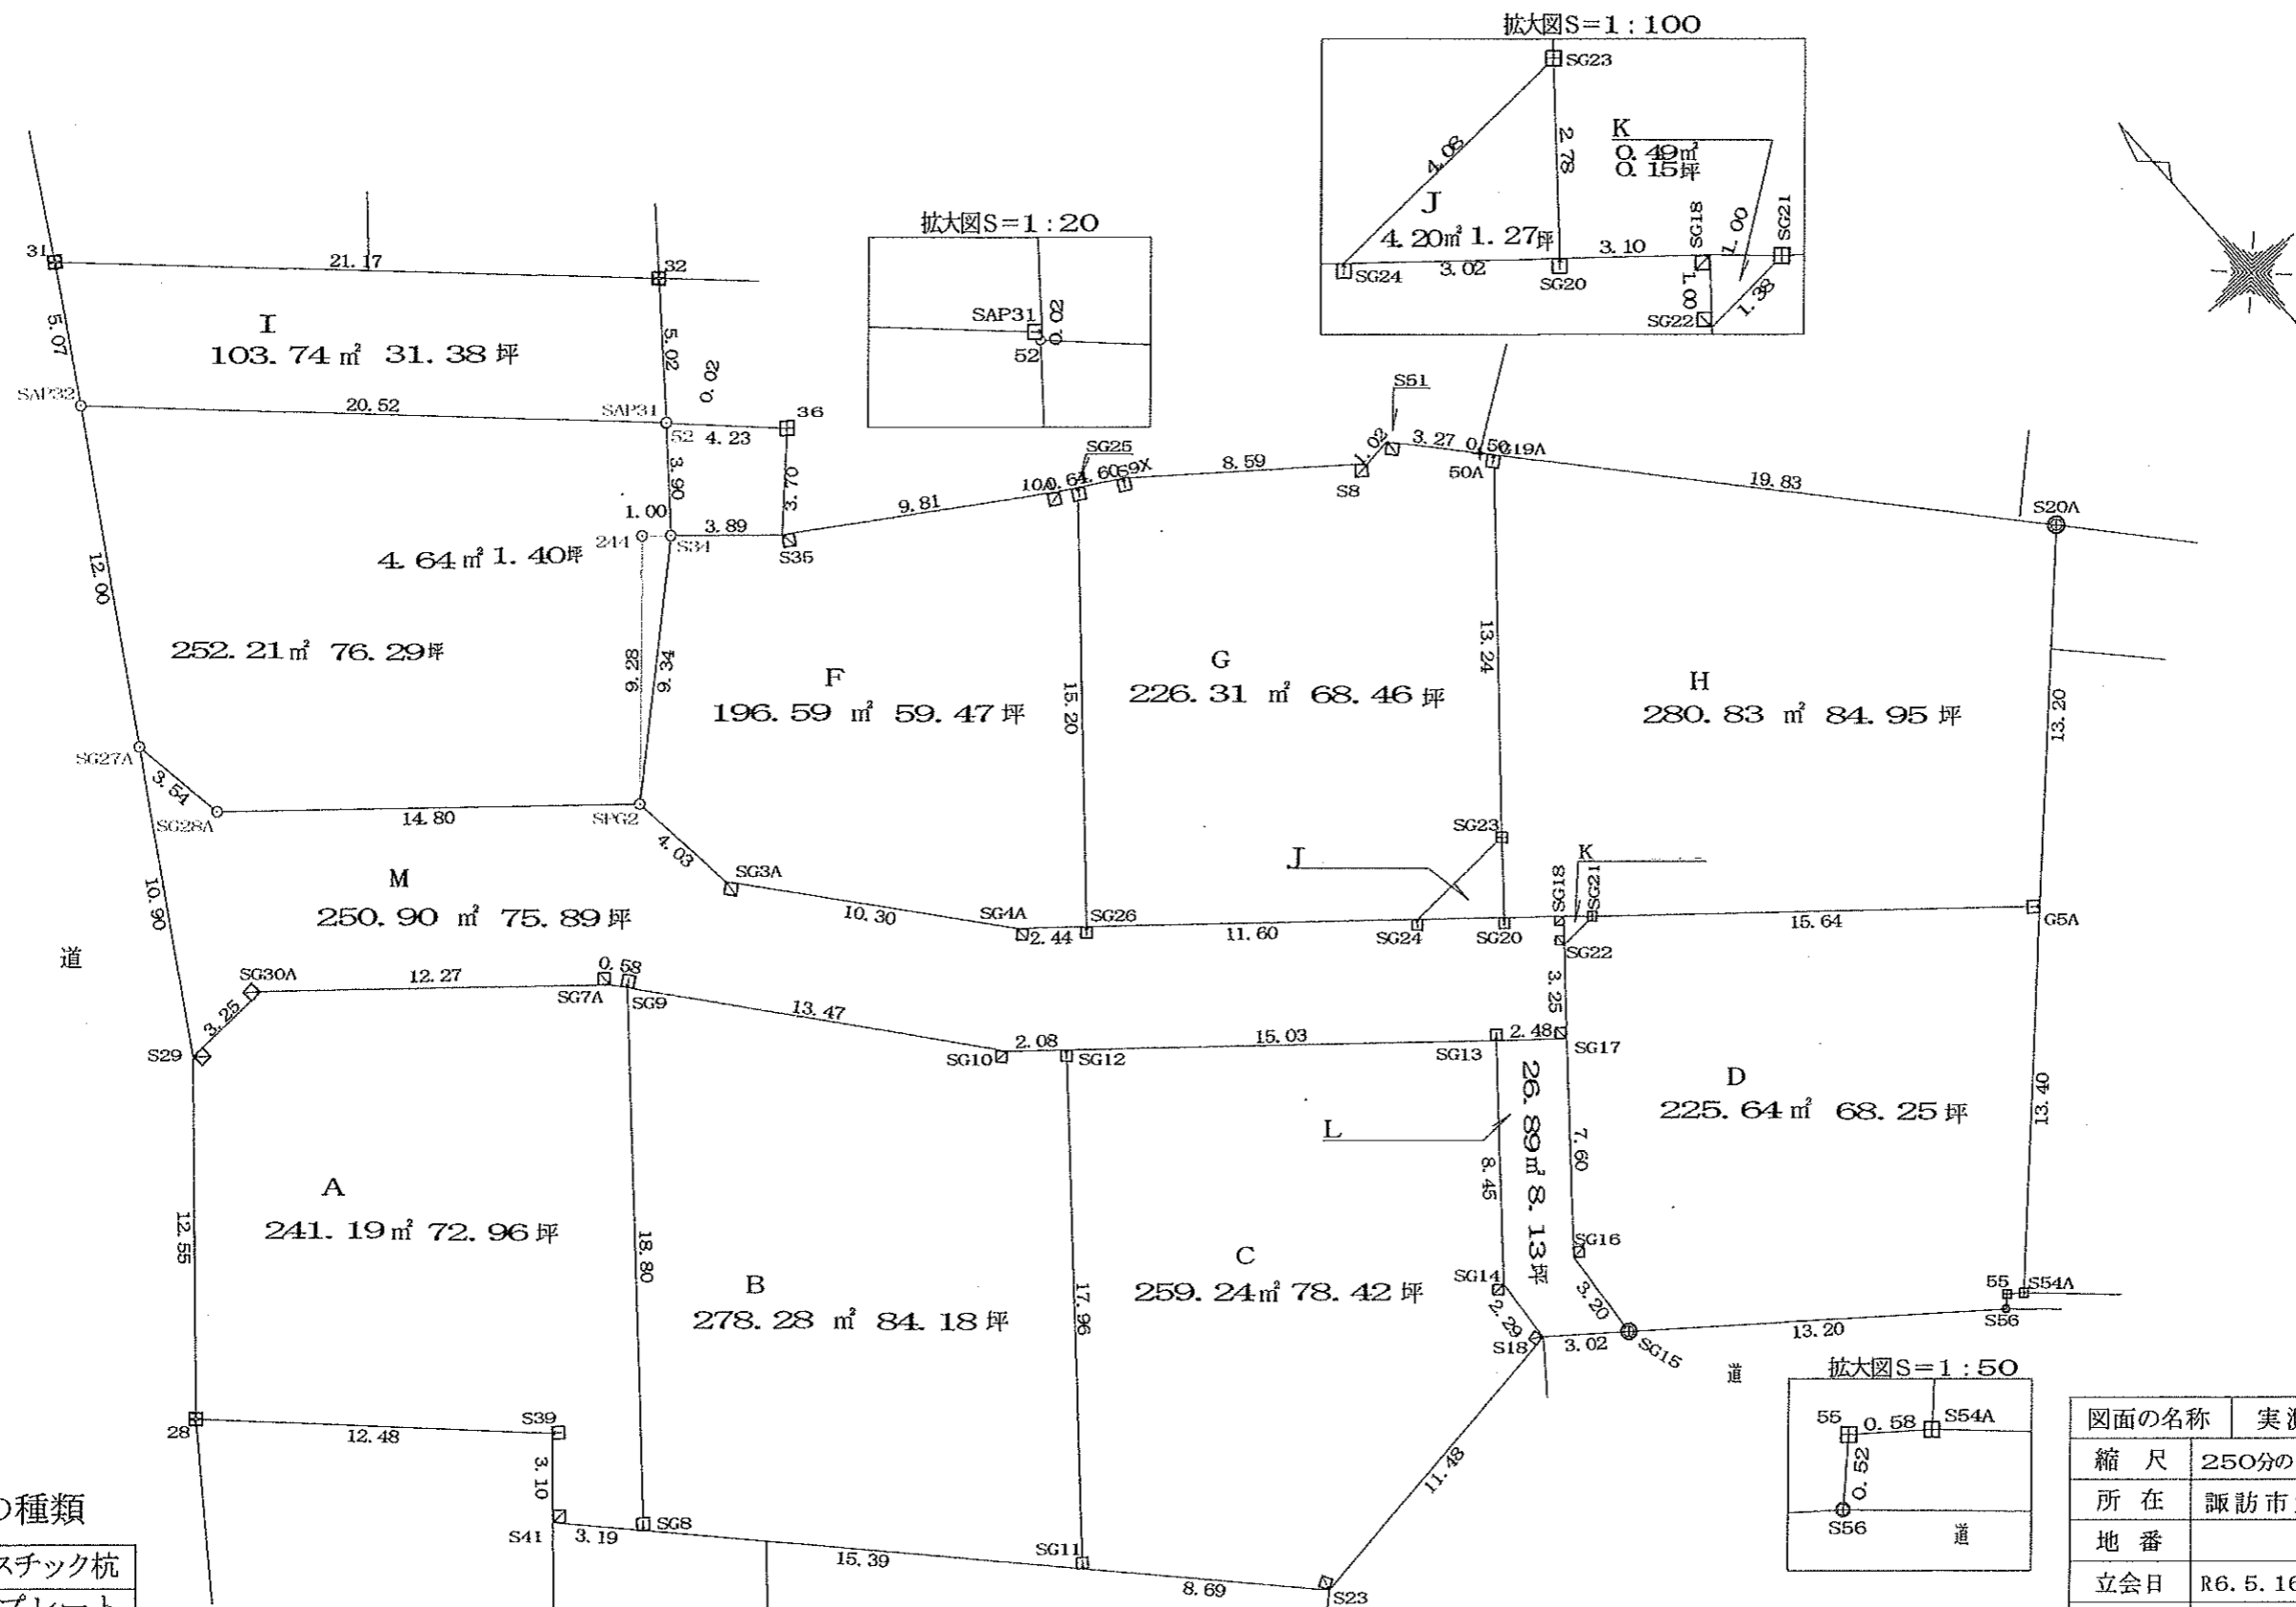 拡大図S=1:100
SG23
4.08
2.78
K
0.49㎡
0.15坪
J
4.20㎡ 1.27坪
3.10
SG18
1.00
SG21
SG24
3.02
SG20
1.00
SG22
1.38
拡大図S=1:20
SAP31
0.02
52
31
21.17
32
5.07
I
103.74㎡ 31.38坪
5.02
0.02
SAP32
20.52
SAP31
36
52
4.23
3.90
3.70
1.00
244
S34
3.89
S35
12.00
4.64㎡ 1.40坪
252.21㎡ 76.29坪
9.28
9.34
SG27A
3.54
SG28A
14.80
SPG2
4.03
9.81
10A
0.64
SG25
8.59
S8
1.02
S51
3.27
0.50
50A
19.83
S20A
F
196.59㎡ 59.47坪
15.20
G
226.31㎡ 68.46坪
13.24
H
280.83㎡ 84.95坪
13.20
SG23
J
K
SG3A
10.30
SG4A
2.44
SG26
11.60
SG24
SG20
SG18
SG21
SG22
15.64
G5A
M
250.90㎡ 75.89坪
10.90
道
SG30A
12.27
0.58
SG7A
SG9
3.25
S29
13.47
SG10
2.08
SG12
15.03
SG13
2.48
SG17
3.25
L
26.89㎡ 8.13坪
8.45
7.60
D
225.64㎡ 68.25坪
13.40
A
241.19㎡ 72.96坪
12.55
18.80
B
278.28㎡ 84.18坪
17.96
C
259.24㎡ 78.42坪
SG14
2.29
S18
SG16
3.20
3.02
SG15
13.20
55
S54A
S56
道
28
12.48
S39
3.10
S41
3.19
SG8
15.39
SG11
8.69
S23
11.48
拡大図S=1:50
55
0.58
S54A
0.52
S56
道
の種類
スチック杭
プレート
図面の名称 実測
縮尺 250分の
所在 諏訪市
地番
立会日 R6.5.16